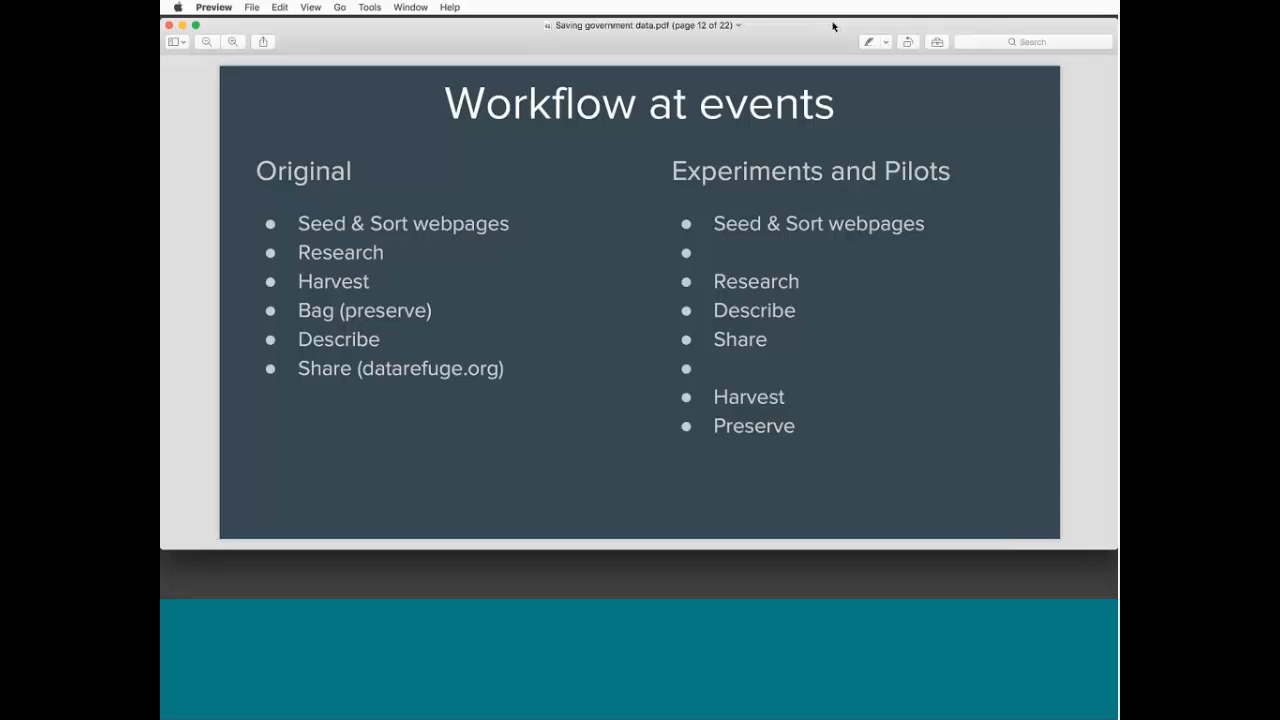 Preview File Edit View Go Tools Window Help
Saving government data.pdf (page 12 of 22)
Search
Workflow at events
Original
● Seed & Sort webpages
● Research
● Harvest
● Bag (preserve)
● Describe
● Share (datarefuge.org)
Experiments and Pilots
● Seed & Sort webpages
●
● Research
● Describe
● Share
●
● Harvest
● Preserve